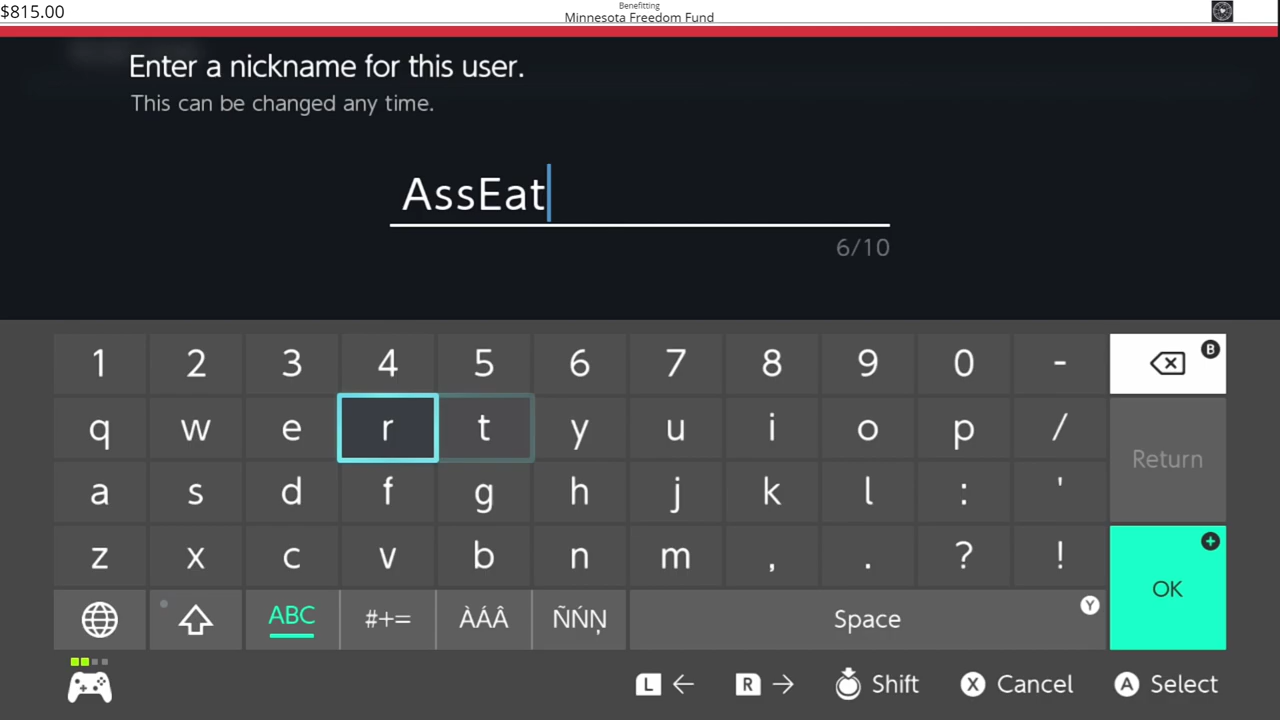 $815.00
Benefitting
Minnesota Freedom Fund
Enter a nickname for this user.
This can be changed any time.
AssEat
6/10
1 2 3 4 5 6 7 8 9 0 - B
q w e r t y u i o p / Return
a s d f g h j k l : '
z x c v b n m , . ? ! + OK
ABC #+= ÀÁÂ ÑŃŅ Space Y
L ← R → Shift X Cancel A Select